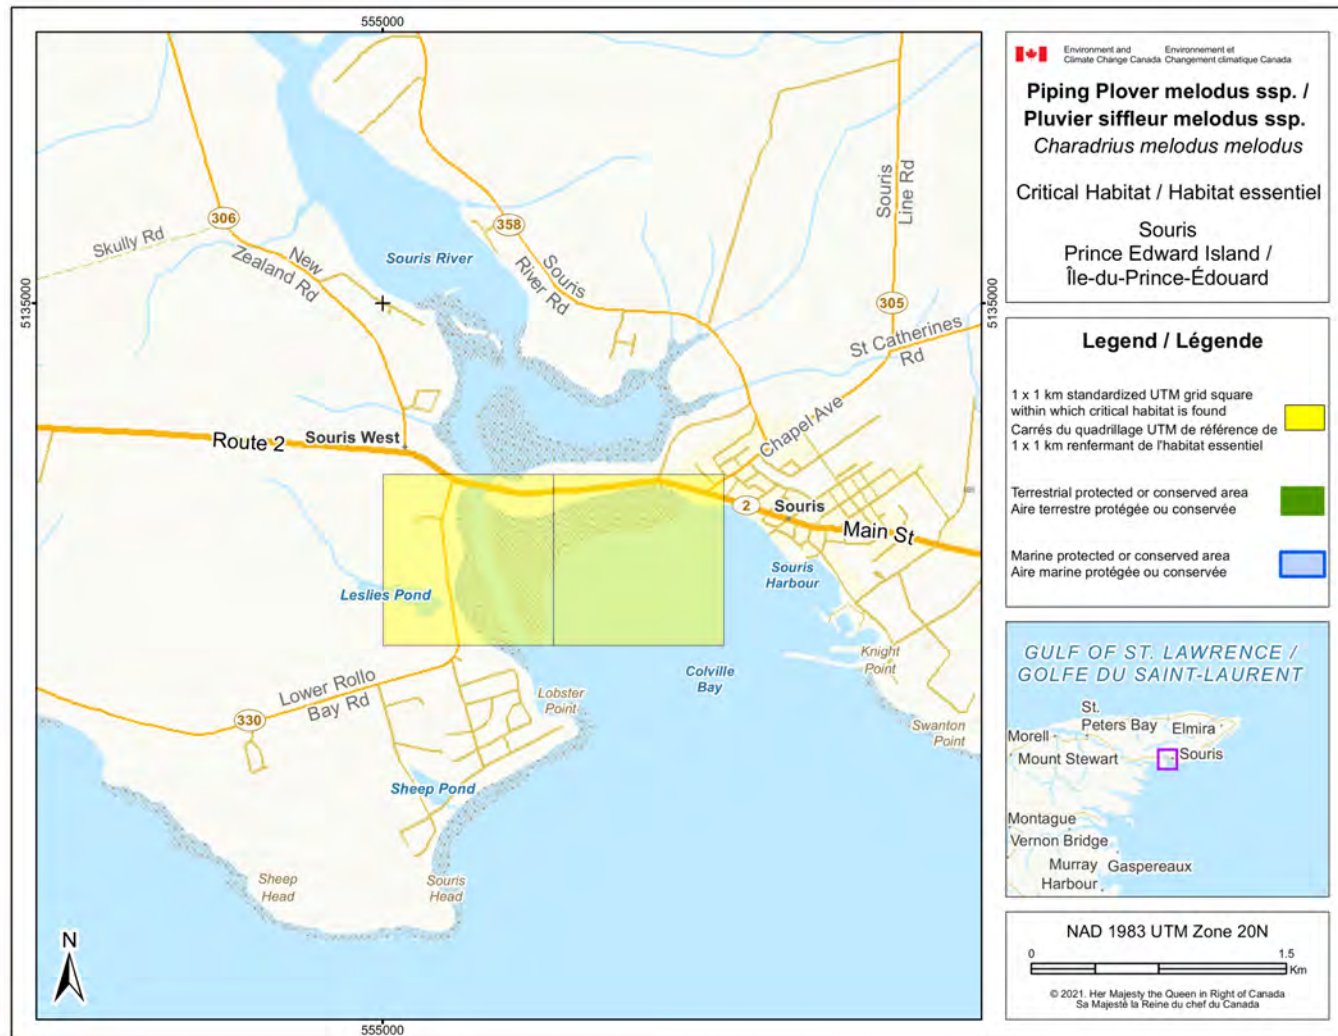 555000
5135000
5135000
306
Skully Rd
New
Zealand Rd
Souris River
358
Souris
River Rd
Souris
Line Rd
305
St Catherines
Rd
Chapel Ave
Route 2
Souris West
2
Souris
Main St
Souris
Harbour
Leslies Pond
Knight
Point
Colville
Bay
Lower Rollo
Bay Rd
330
Lobster
Point
Swanton
Point
Sheep Pond
Sheep
Head
Souris
Head
N
555000
Environment and
Climate Change Canada
Environnement et
Changement climatique Canada
Piping Plover melodus ssp. /
Pluvier siffleur melodus ssp.
Charadrius melodus melodus
Critical Habitat / Habitat essentiel
Souris
Prince Edward Island /
Île-du-Prince-Édouard
Legend / Légende
1 x 1 km standardized UTM grid square
within which critical habitat is found
Carrés du quadrillage UTM de référence de
1 x 1 km renfermant de l'habitat essentiel
Terrestrial protected or conserved area
Aire terrestre protégée ou conservée
Marine protected or conserved area
Aire marine protégée ou conservée
GULF OF ST. LAWRENCE /
GOLFE DU SAINT-LAURENT
St.
Peters Bay
Elmira
Morell
Souris
Mount Stewart
Montague
Vernon Bridge
Murray
Harbour
Gaspereaux
NAD 1983 UTM Zone 20N
0 1.5
Km
© 2021. Her Majesty the Queen in Right of Canada
Sa Majesté la Reine du chef du Canada